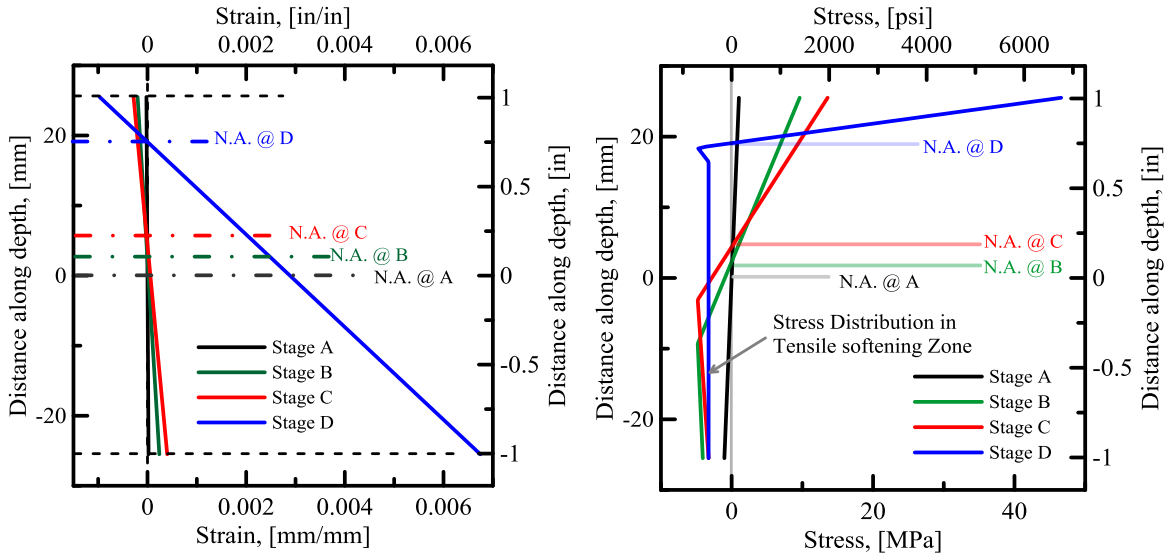 Strain, [in/in]
0 0.002 0.004 0.006
Distance along depth, [mm]
20
0
-20
1
0.5
0
-0.5
-1
Distance along depth, [in]
N.A. @ D
N.A. @ C
N.A. @ B
N.A. @ A
Stage A
Stage B
Stage C
Stage D
0 0.002 0.004 0.006
Strain, [mm/mm]
Stress, [psi]
0 2000 4000 6000
Distance along depth, [mm]
20
0
-20
1
0.5
0
-0.5
-1
Distance along depth, [in]
N.A. @ D
N.A. @ C
N.A. @ B
N.A. @ A
Stress Distribution in
Tensile softening Zone
Stage A
Stage B
Stage C
Stage D
0 20 40
Stress, [MPa]